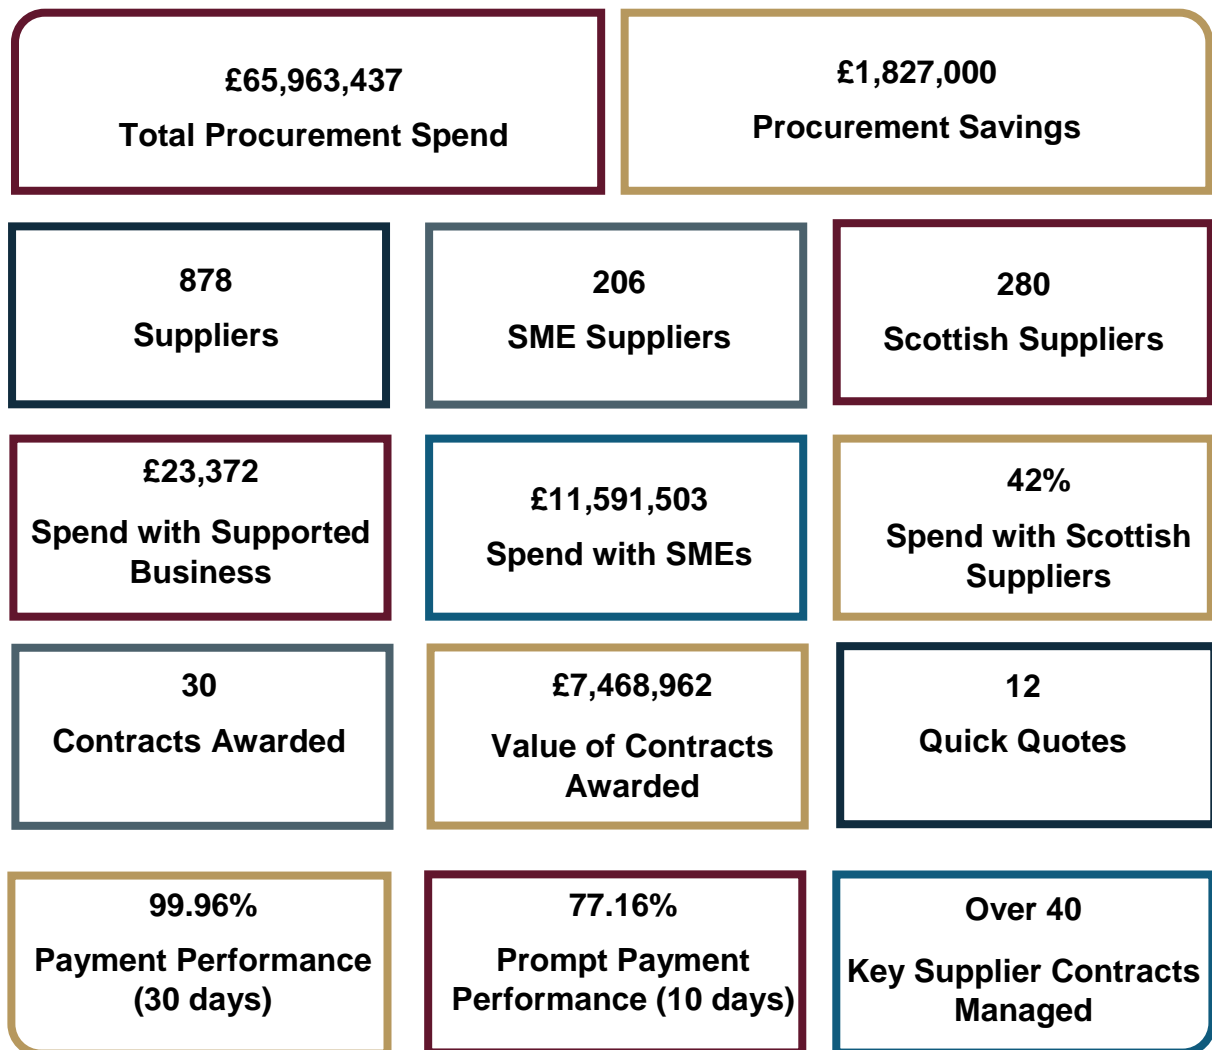 £65,963,437
Total Procurement Spend
£1,827,000
Procurement Savings
878
Suppliers
206
SME Suppliers
280
Scottish Suppliers
£23,372
Spend with Supported
Business
£11,591,503
Spend with SMEs
42%
Spend with Scottish
Suppliers
30
Contracts Awarded
£7,468,962
Value of Contracts
Awarded
12
Quick Quotes
99.96%
Payment Performance
(30 days)
77.16%
Prompt Payment
Performance (10 days)
Over 40
Key Supplier Contracts
Managed